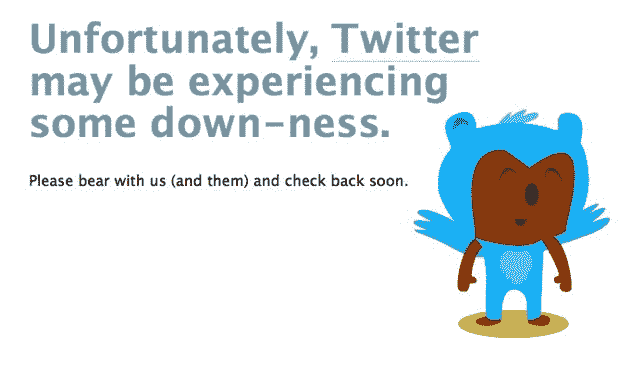 Unfortunately, Twitter
may be experiencing
some down-ness.
Please bear with us (and them) and check back soon.